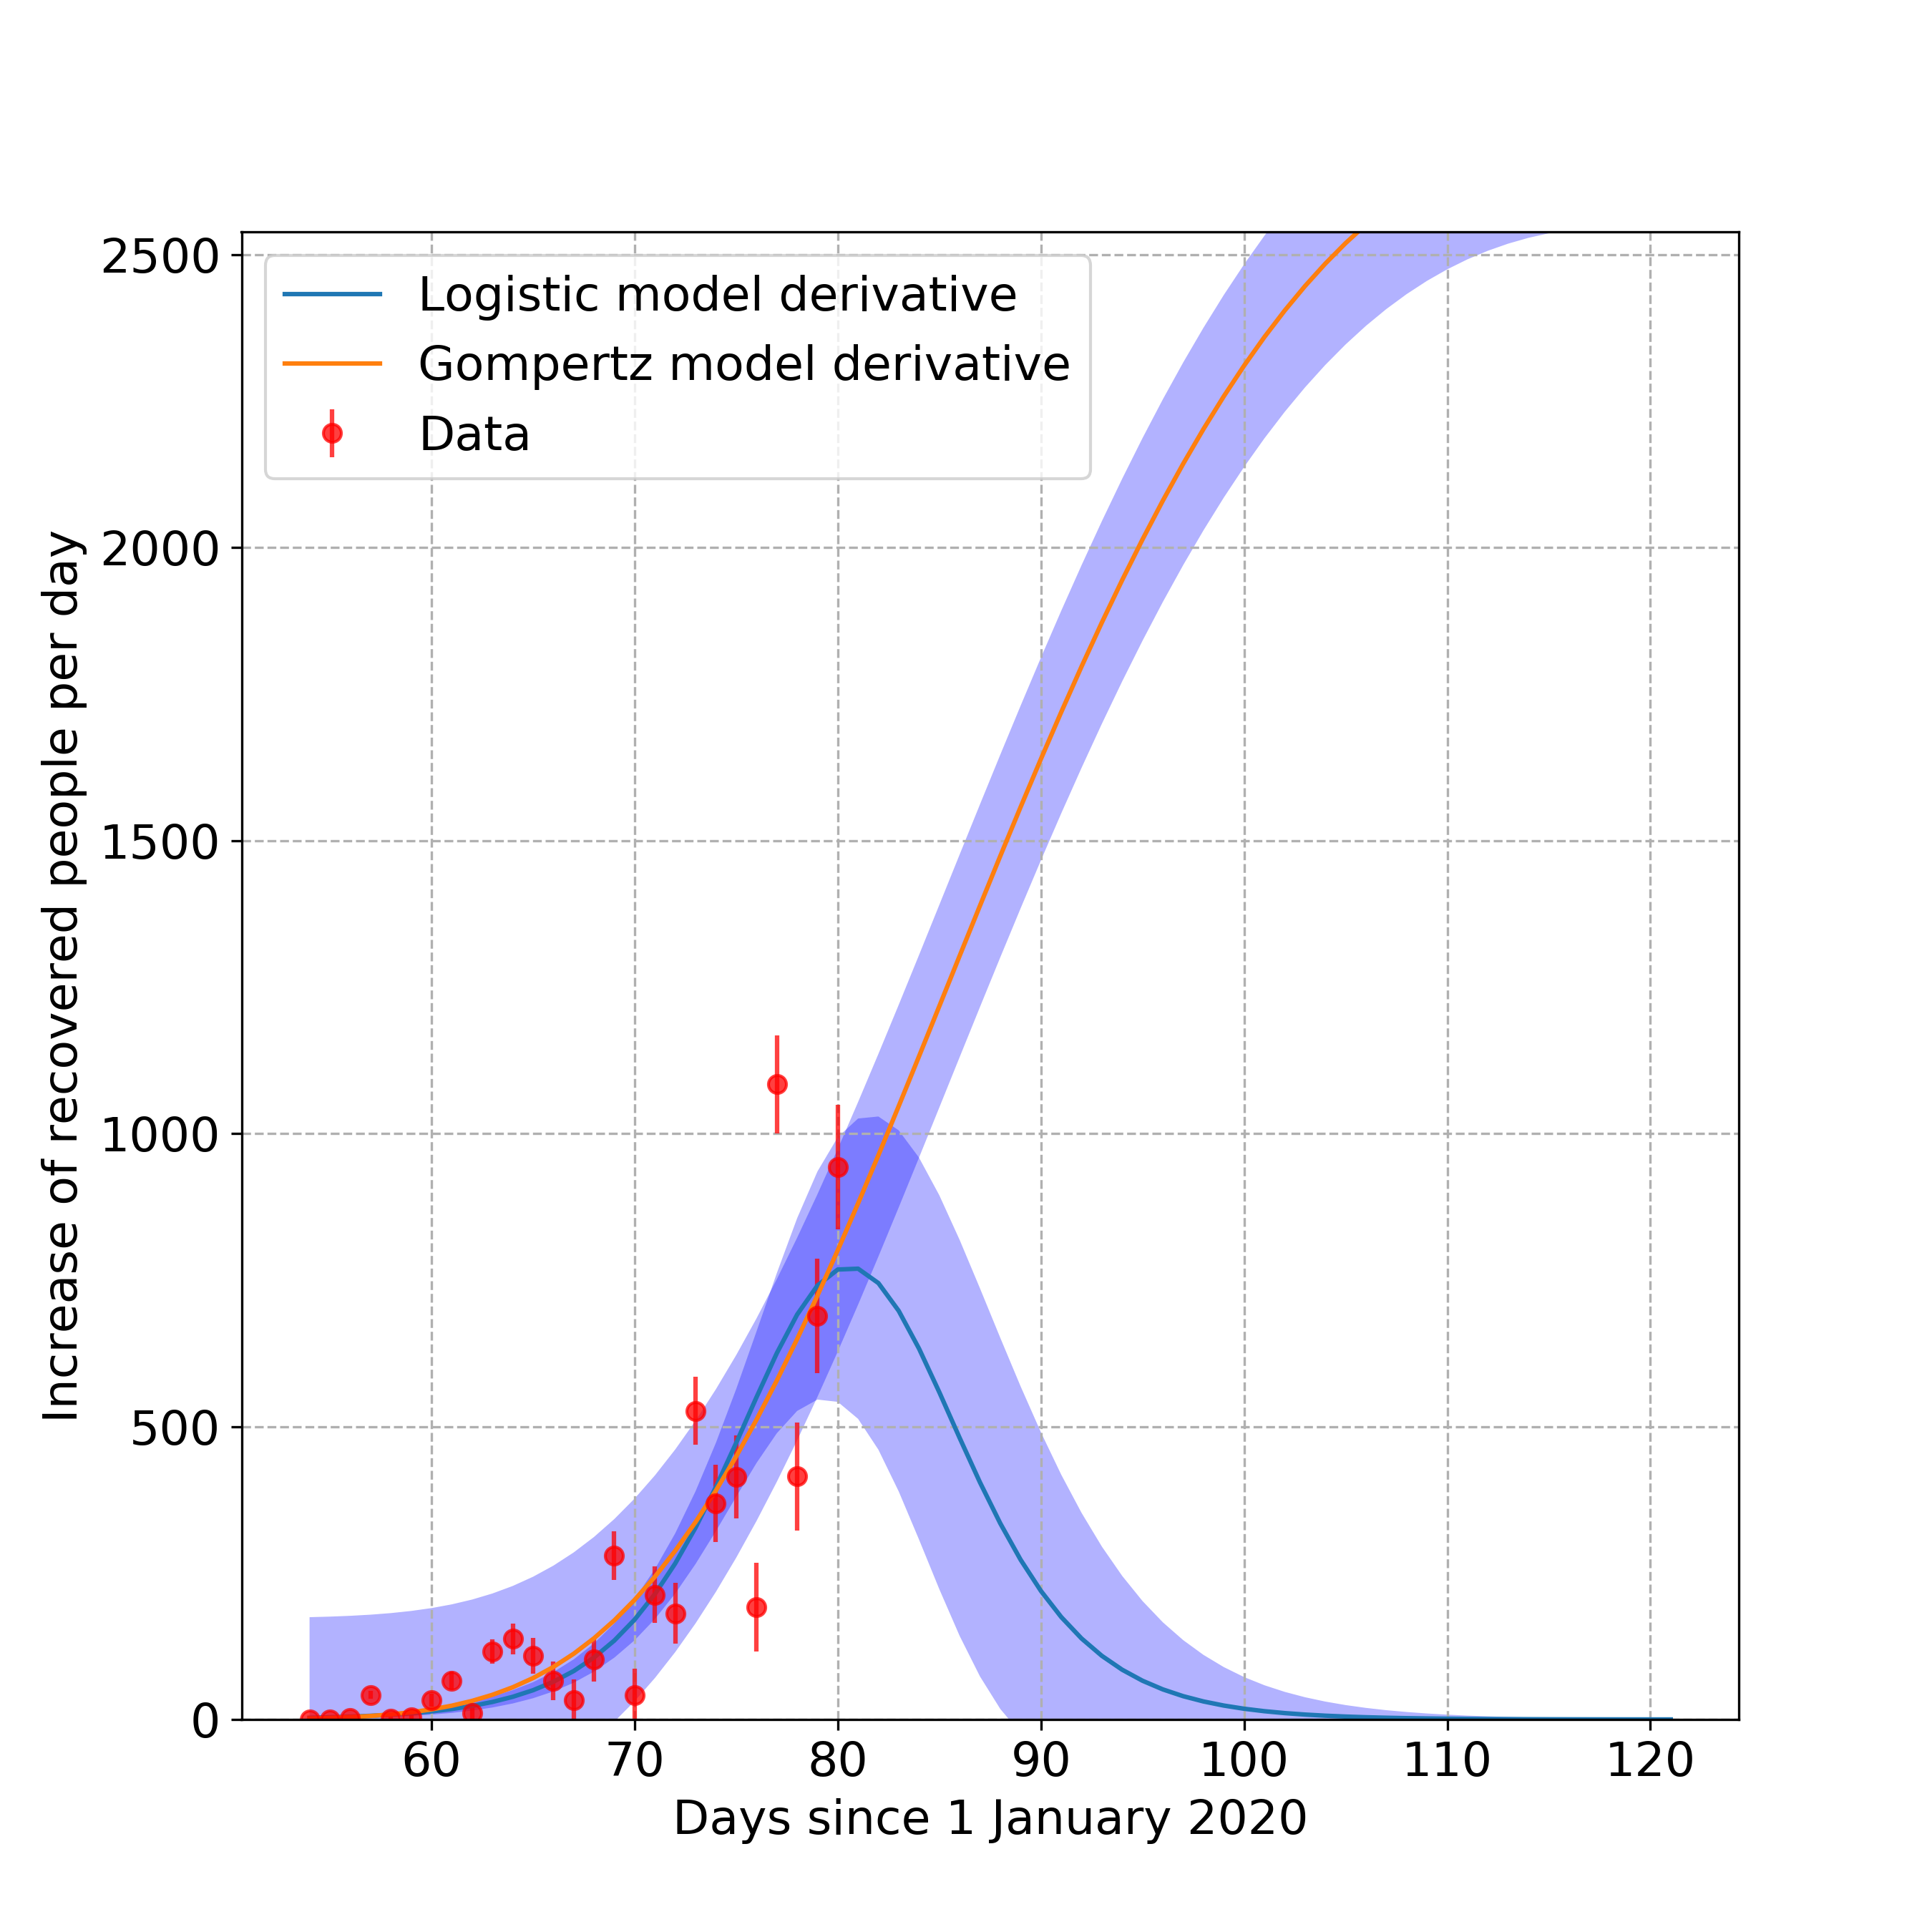 Logistic model derivative
Gompertz model derivative
Data
Increase of recovered people per day
2500
2000
1500
1000
500
0
60 70 80 90 100 110 120
Days since 1 January 2020